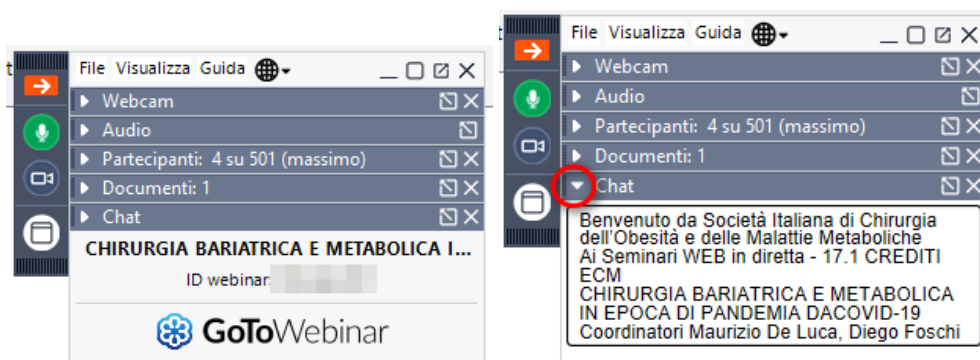 File Visualizza Guida
Webcam
Audio
Partecipanti: 4 su 501 (massimo)
Documenti: 1
Chat
CHIRURGIA BARIATRICA E METABOLICA I...
ID webinar:
GoToWebinar
File Visualizza Guida
Webcam
Audio
Partecipanti: 4 su 501 (massimo)
Documenti: 1
Chat
Benvenuto da Società Italiana di Chirurgia
dell'Obesità e delle Malattie Metaboliche
Ai Seminari WEB in diretta - 17.1 CREDITI
ECM
CHIRURGIA BARIATRICA E METABOLICA
IN EPOCA DI PANDEMIA DACOVID-19
Coordinatori Maurizio De Luca, Diego Foschi